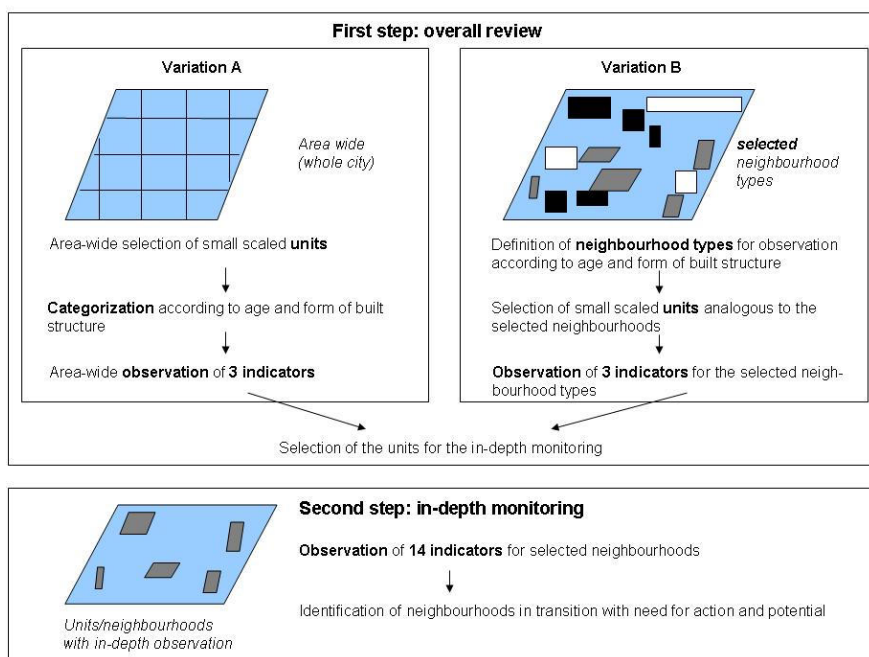 First step: overall review
Variation A
Area wide
(whole city)
Area-wide selection of small scaled units
Categorization according to age and form of built
structure
Area-wide observation of 3 indicators
Variation B
selected
neighbourhood
types
Definition of neighbourhood types for observation
according to age and form of built structure
Selection of small scaled units analogous to the
selected neighbourhoods
Observation of 3 indicators for the selected neigh-
bourhood types
Selection of the units for the in-depth monitoring
Second step: in-depth monitoring
Observation of 14 indicators for selected neighbourhoods
Identification of neighbourhoods in transition with need for action and potential
Units/neighbourhoods
with in-depth observation